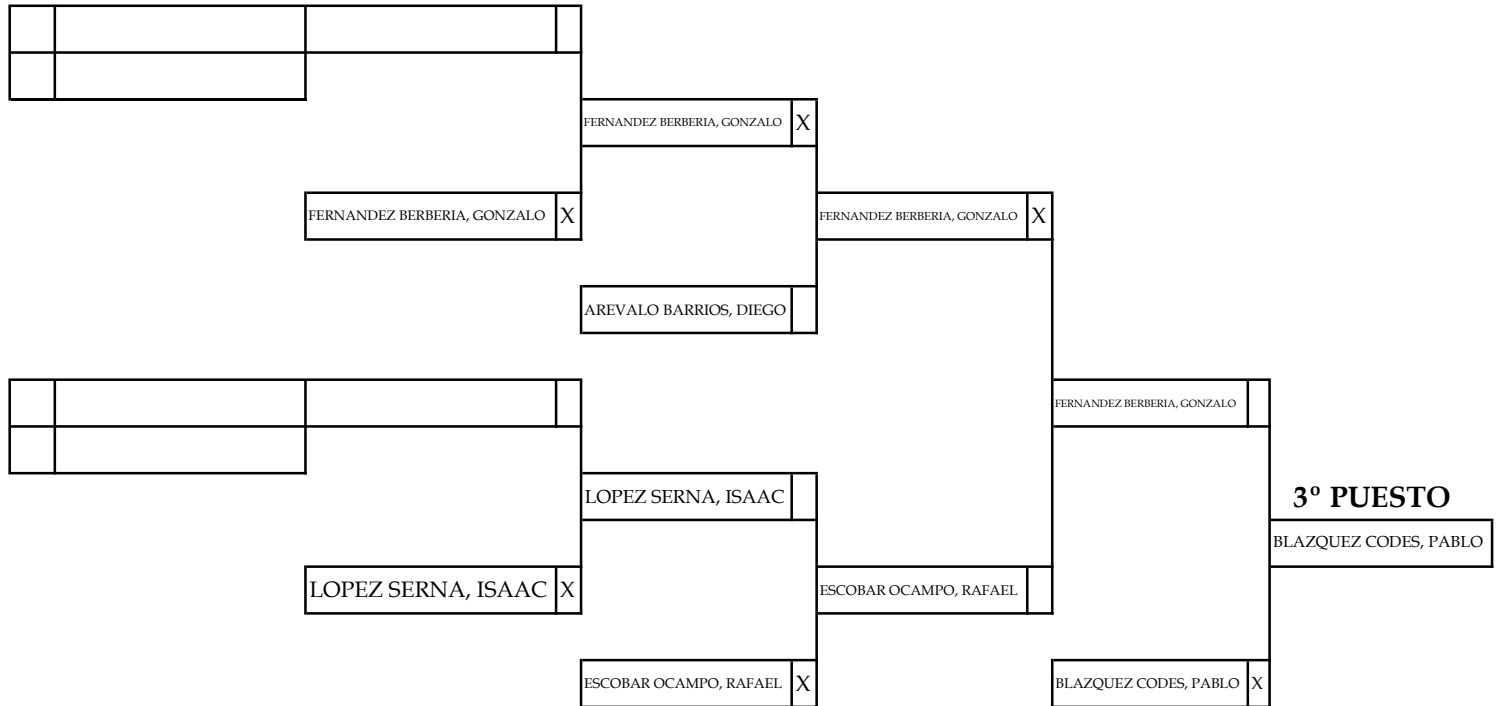 FERNANDEZ BERBERIA, GONZALO X
FERNANDEZ BERBERIA, GONZALO X
FERNANDEZ BERBERIA, GONZALO X
AREVALO BARRIOS, DIEGO
FERNANDEZ BERBERIA, GONZALO
LOPEZ SERNA, ISAAC
3º PUESTO
BLAZQUEZ CODES, PABLO
LOPEZ SERNA, ISAAC X
ESCOBAR OCAMPO, RAFAEL
ESCOBAR OCAMPO, RAFAEL X
BLAZQUEZ CODES, PABLO X